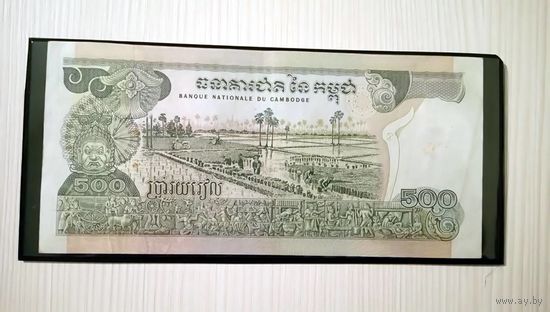 ធនាគារជាតិ នៃ កម្ពុជា
BANQUE NATIONALE DU CAMBODGE
500
ប្រាំរយរៀល
500
www.ay.by